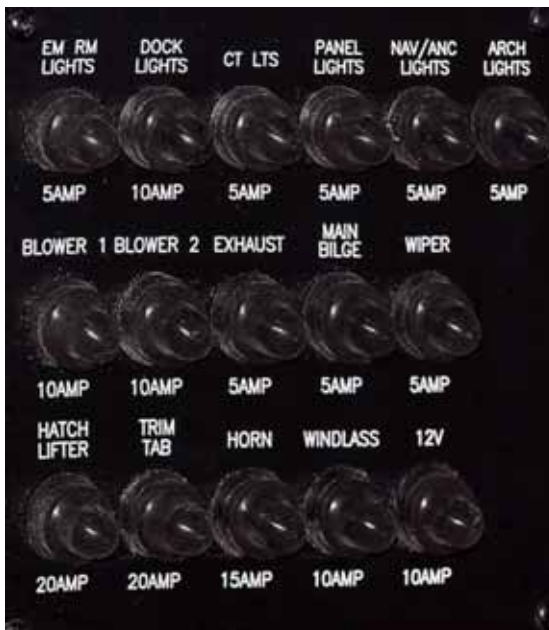 EM RM DOCK CT LTS PANEL NAV/ANC ARCH
LIGHTS LIGHTS LIGHTS LIGHTS LIGHTS
5AMP 10AMP 5AMP 5AMP 5AMP 5AMP
BLOWER 1 BLOWER 2 EXHAUST MAIN WIPER
BILGE
10AMP 10AMP 5AMP 5AMP 5AMP
HATCH TRIM HORN WINDLASS 12V
LIFTER TAB
20AMP 20AMP 15AMP 10AMP 10AMP